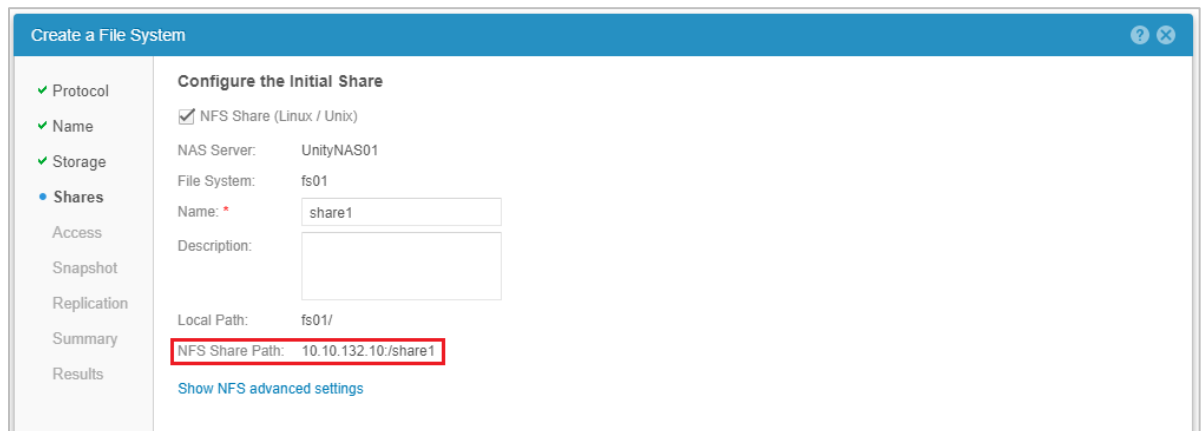 Create a File System
Protocol
Name
Storage
Shares
Access
Snapshot
Replication
Summary
Results
Configure the Initial Share
NFS Share (Linux / Unix)
NAS Server: UnityNAS01
File System: fs01
Name: * share1
Description:
Local Path: fs01/
NFS Share Path: 10.10.132.10:/share1
Show NFS advanced settings